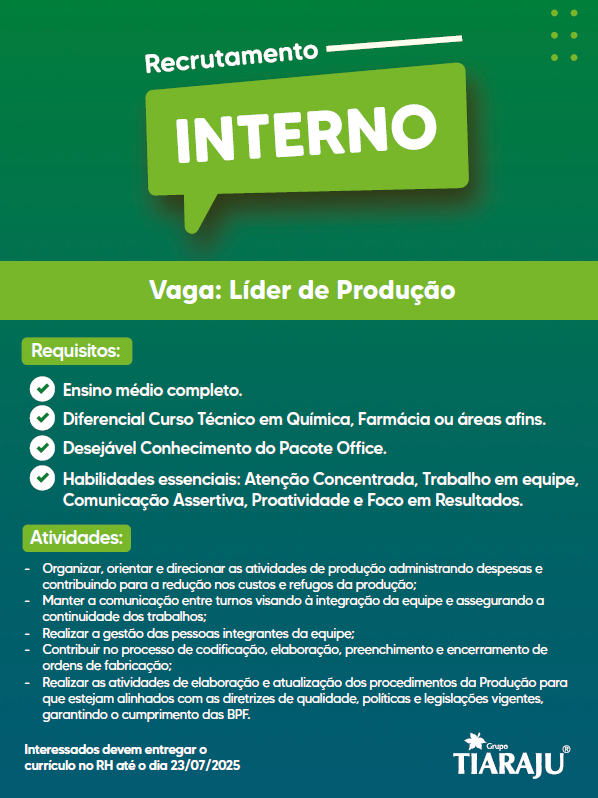 Recrutamento
INTERNO
Vaga: Líder de Produção
Requisitos:
Ensino médio completo.
Diferencial Curso Técnico em Química, Farmácia ou áreas afins.
Desejável Conhecimento do Pacote Office.
Habilidades essenciais: Atenção Concentrada, Trabalho em equipe,
Comunicação Assertiva, Proatividade e Foco em Resultados.
Atividades:
- Organizar, orientar e direcionar as atividades de produção administrando despesas e
contribuindo para a redução nos custos e refugos da produção;
- Manter a comunicação entre turnos visando à integração da equipe e assegurando a
continuidade dos trabalhos;
- Realizar a gestão das pessoas integrantes da equipe;
- Contribuir no processo de codificação, elaboração, preenchimento e encerramento de
ordens de fabricação;
- Realizar as atividades de elaboração e atualização dos procedimentos da Produção para
que estejam alinhados com as diretrizes de qualidade, políticas e legislações vigentes,
garantindo o cumprimento das BPF.
Interessados devem entregar o
currículo no RH até o dia 23/07/2025
Grupo
TIARAJU®